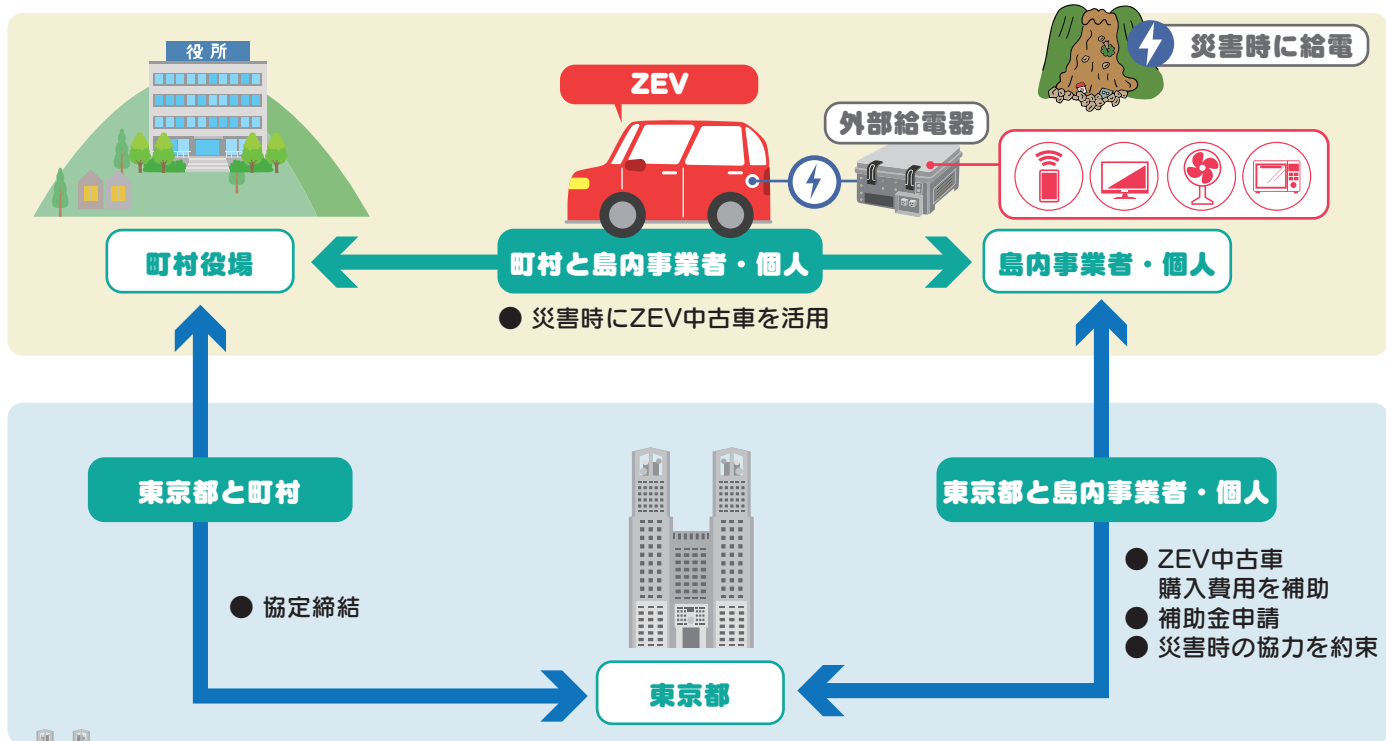 役所
ZEV
災害時に給電
外部給電器
町村役場
町村と島内事業者・個人
島内事業者・個人
● 災害時にZEV中古車を活用
東京都と町村
東京都と島内事業者・個人
● 協定締結
● ZEV中古車
購入費用を補助
● 補助金申請
● 災害時の協力を約束
東京都